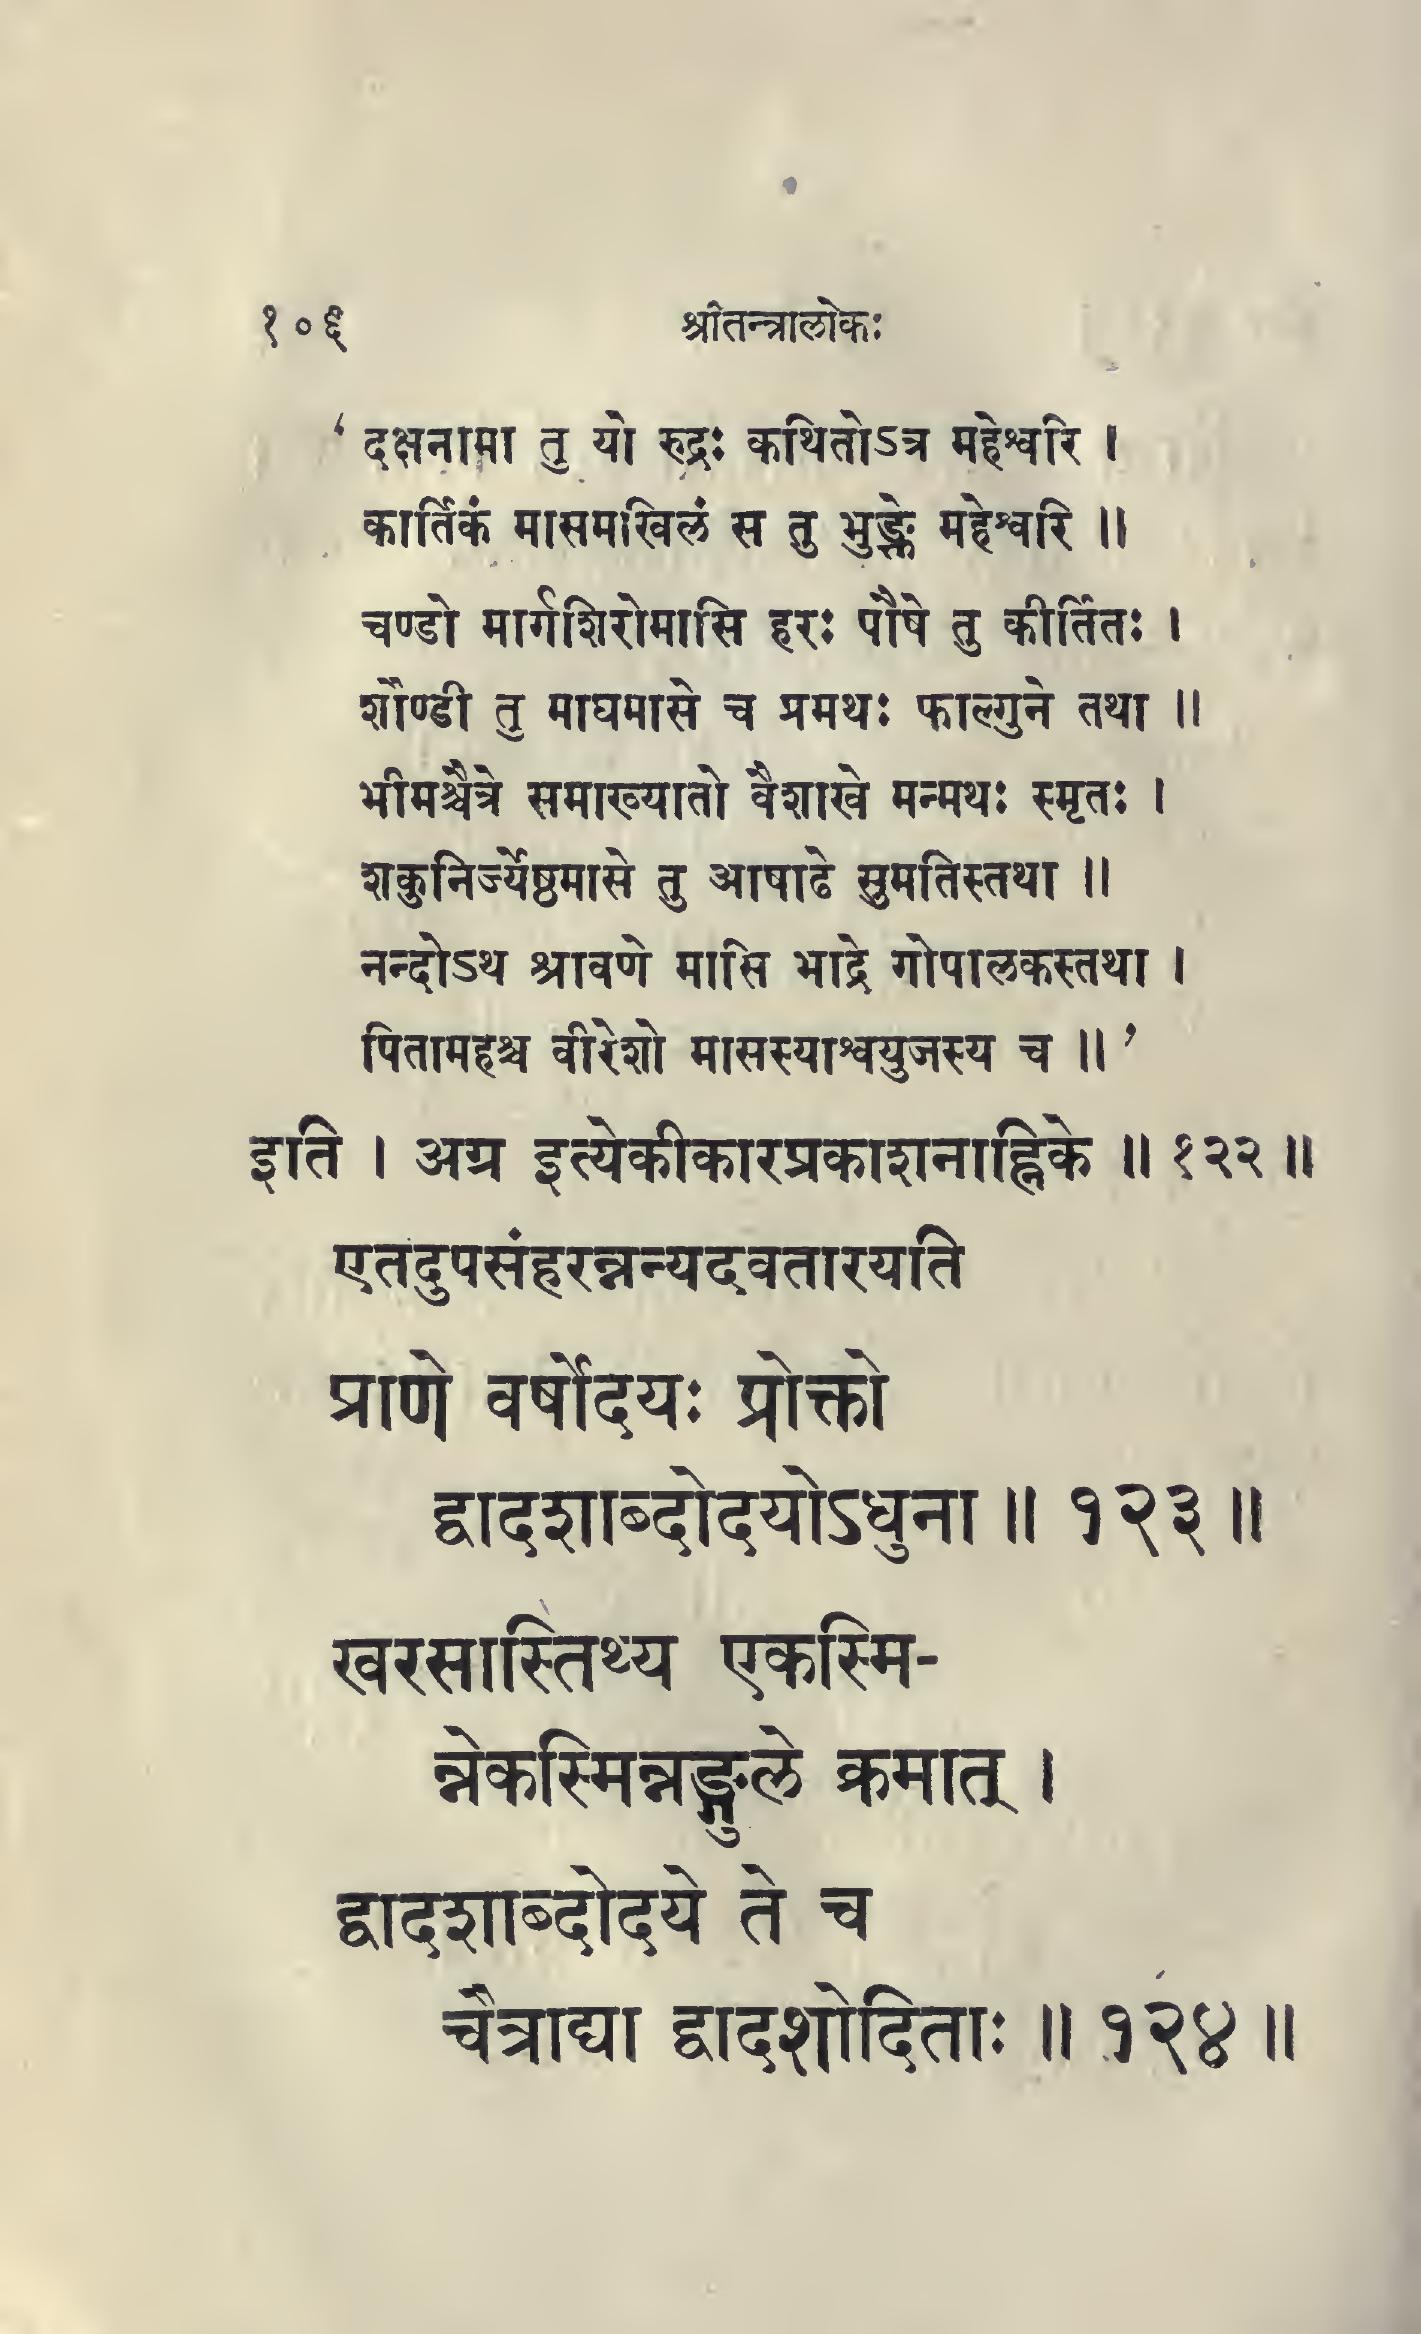 १०६ श्रीतन्त्रालोकः
‘ दक्षनामा तु यो रुद्रः कथितोऽत्र महेश्वरि ।
कार्तिकं मासमखिलं स तु भुङ्क्ते महेश्वरि ॥
चण्डो मार्गशिरोमासि हरः पौषे तु कीर्तितः ।
शौण्डी तु माघमासे च प्रमथः फाल्गुने तथा ॥
भीमश्चैत्रे समाख्यातो वैशाखे मन्मथः स्मृतः ।
शकुनिर्ज्येष्ठमासे तु आषाढे सुमतिस्तथा ॥
नन्दोऽथ श्रावणे मासि भाद्रे गोपालकस्तथा ।
पितामहश्च वीरेशो मासस्याश्वयुजस्य च ॥ ’
इति । अग्र इत्येकीकारप्रकाशनाह्निके ॥ १२२ ॥
एतदुपसंहरन्नन्यदवतारयति
प्राणे वर्षोदयः प्रोक्तो
द्वादशाब्दोदयोऽधुना ॥ १२३ ॥
खरसास्तिथ्य एकस्मि-
न्नेकस्मिन्नङ्गुले क्रमात् ।
द्वादशाब्दोदये ते च
चैत्राद्या द्वादशोदिताः ॥ १२४ ॥